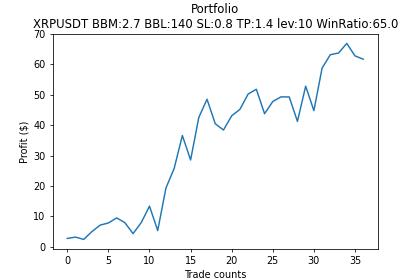 Portfolio
XRPUSDT BBM:2.7 BBL:140 SL:0.8 TP:1.4 lev:10 WinRatio:65.0
70
60
50
40
30
20
10
0
Profit ($)
0 5 10 15 20 25 30 35
Trade counts